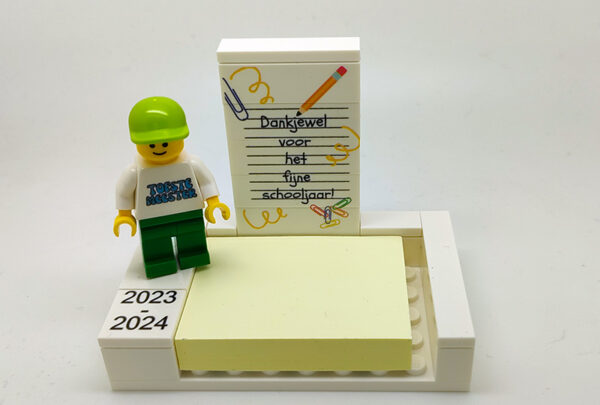 Dankjewel
voor
het
fijne
schooljaar!
TOFSTE
MEESTER
2023
-
2024